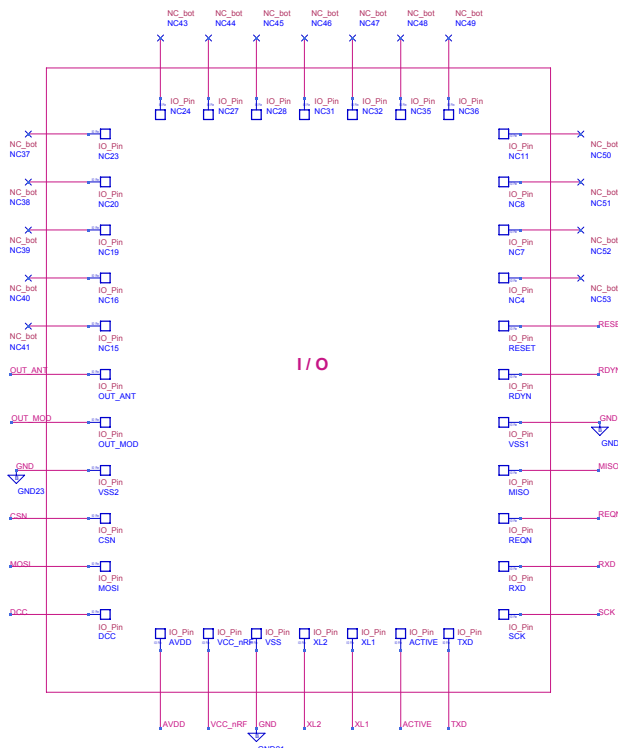 NC_bot NC_bot NC_bot NC_bot NC_bot NC_bot NC_bot
NC43 NC44 NC45 NC46 NC47 NC48 NC49
IO_Pin IO_Pin IO_Pin IO_Pin IO_Pin IO_Pin IO_Pin
NC24 NC27 NC28 NC31 NC32 NC35 NC36
NC_bot IO_Pin IO_Pin NC_bot
NC37 NC23 NC11 NC50
NC_bot IO_Pin IO_Pin NC_bot
NC38 NC20 NC8 NC51
NC_bot IO_Pin IO_Pin NC_bot
NC39 NC19 NC7 NC52
NC_bot IO_Pin IO_Pin NC_bot
NC40 NC16 NC4 NC53
NC_bot IO_Pin IO_Pin RESE
NC41 NC15 RESET
I / O
OUT_ANT IO_Pin IO_Pin RDYN
OUT_ANT RDYN
OUT_MOD IO_Pin IO_Pin GND
OUT_MOD VSS1 GND
GND IO_Pin IO_Pin MISO
GND23 VSS2 MISO
CSN IO_Pin IO_Pin REQN
CSN REQN
MOSI IO_Pin IO_Pin RXD
MOSI RXD
DCC IO_Pin IO_Pin SCK
DCC SCK
IO_Pin IO_Pin IO_Pin IO_Pin IO_Pin IO_Pin IO_Pin
AVDD VCC_nRF VSS XL2 XL1 ACTIVE TXD
AVDD VCC_nRF GND XL2 XL1 ACTIVE TXD